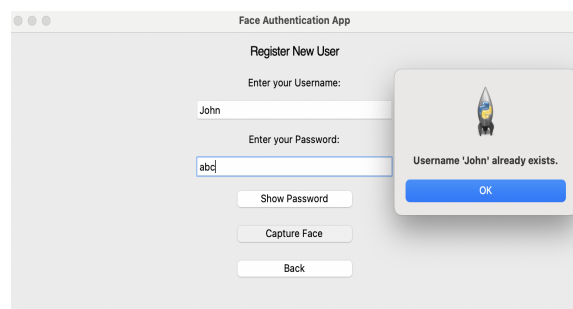 Face Authentication App
Register New User
Enter your Username:
John
Enter your Password:
abc
Show Password
Capture Face
Back
Username 'John' already exists.
OK